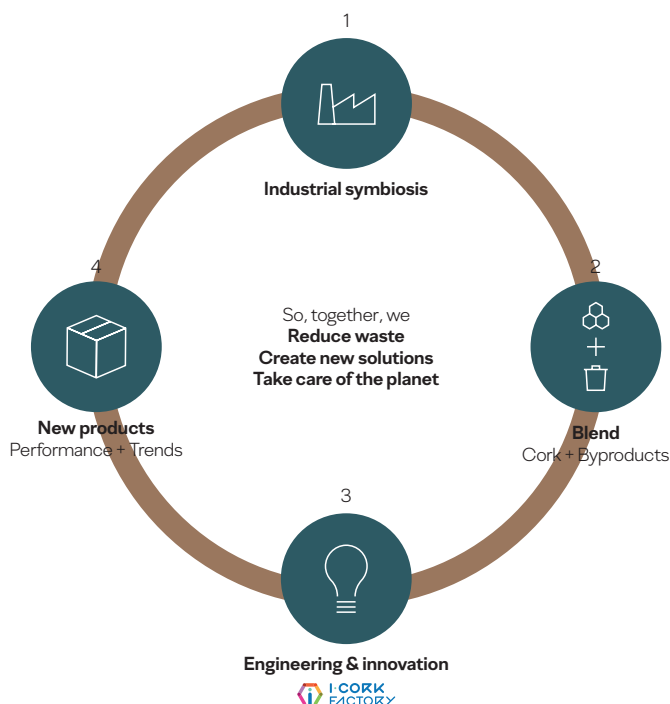 1
Industrial symbiosis
2
Blend
Cork + Byproducts
3
Engineering & innovation
I·CORK
FACTORY
4
New products
Performance + Trends
So, together, we
Reduce waste
Create new solutions
Take care of the planet